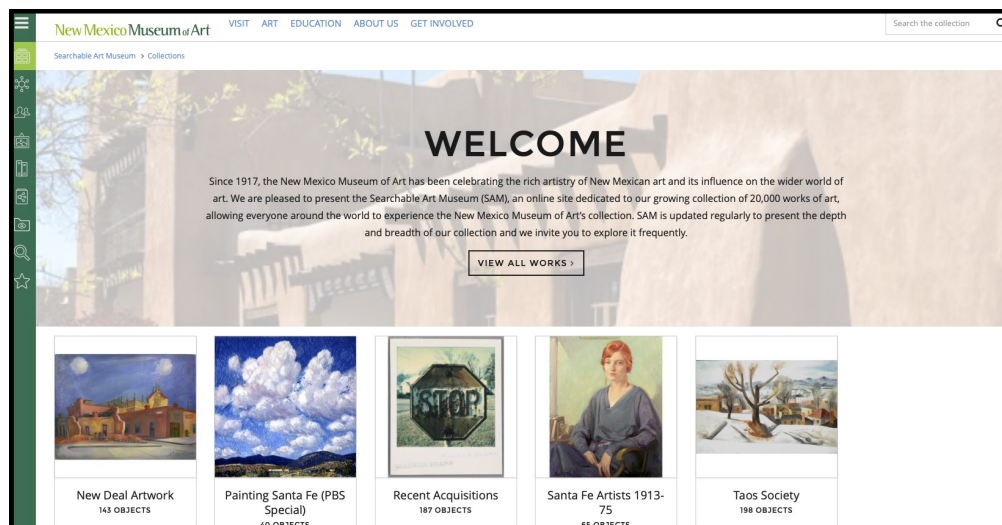 New Mexico Museum of Art
VISIT ART EDUCATION ABOUT US GET INVOLVED
Search the collection
Searchable Art Museum > Collections
WELCOME
Since 1917, the New Mexico Museum of Art has been celebrating the rich artistry of New Mexican art and its influence on the wider world of
art. We are pleased to present the Searchable Art Museum (SAM), an online site dedicated to our growing collection of 20,000 works of art,
allowing everyone around the world to experience the New Mexico Museum of Art's collection. SAM is updated regularly to present the depth
and breadth of our collection and we invite you to explore it frequently.
VIEW ALL WORKS >
STOP
New Deal Artwork
143 OBJECTS
Painting Santa Fe (PBS
Special)
40 OBJECTS
Recent Acquisitions
187 OBJECTS
Santa Fe Artists 1913-
75
65 OBJECTS
Taos Society
198 OBJECTS